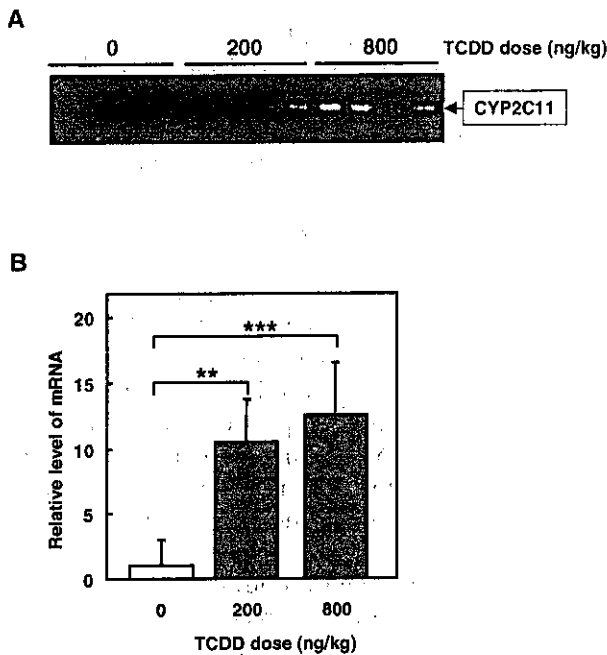 A
0 200 800 TCDD dose (ng/kg)
CYP2C11
B
20
15
10
5
0
Relative level of mRNA
***
**
0 200 800
TCDD dose (ng/kg)